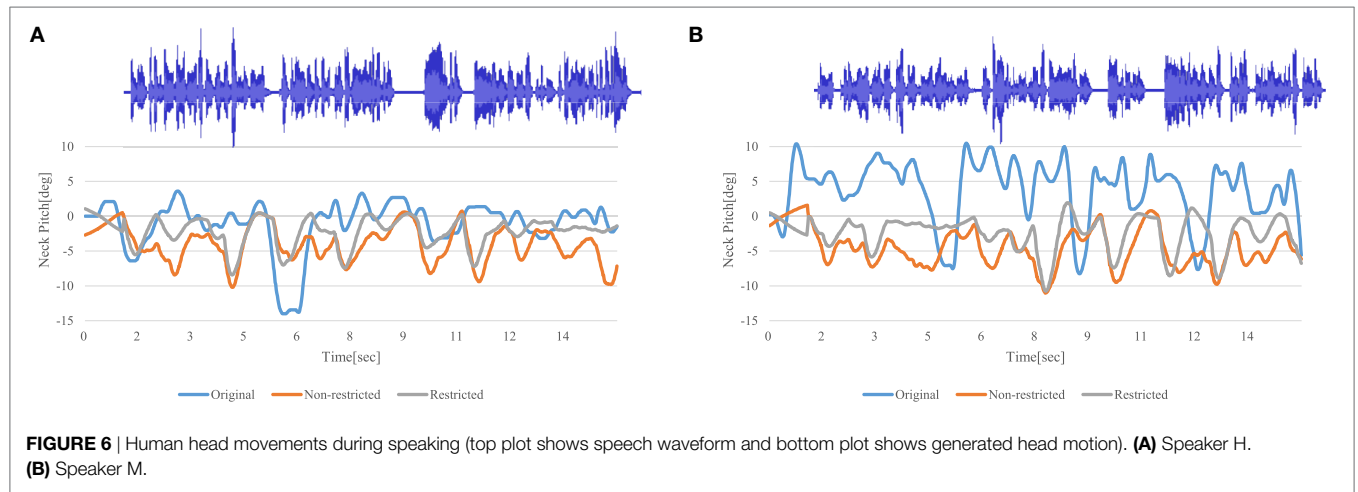 A
10
5
0
-5
-10
-15
Neck Pitch[deg]
0 2 3 5 6 8 9 11 12 14
Time[sec]
Original Non-restricted Restricted
B
10
5
0
-5
-10
-15
Neck Pitch[deg]
0 2 3 5 6 8 9 11 12 14
Time[sec]
Original Non-restricted Restricted
FIGURE 6 | Human head movements during speaking (top plot shows speech waveform and bottom plot shows generated head motion). (A) Speaker H.
(B) Speaker M.